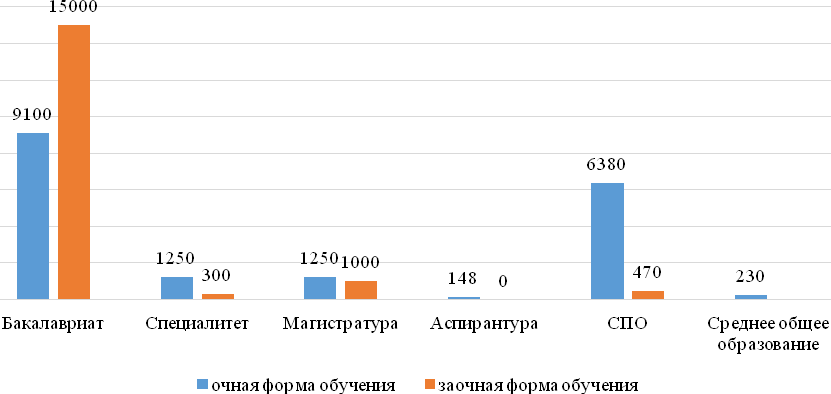 15000
9100
6380
1250
300
1250
1000
148
0
470
230
Бакалавриат
Специалитет
Магистратура
Аспирантура
СПО
Среднее общее
образование
очная форма обучения
заочная форма обучения